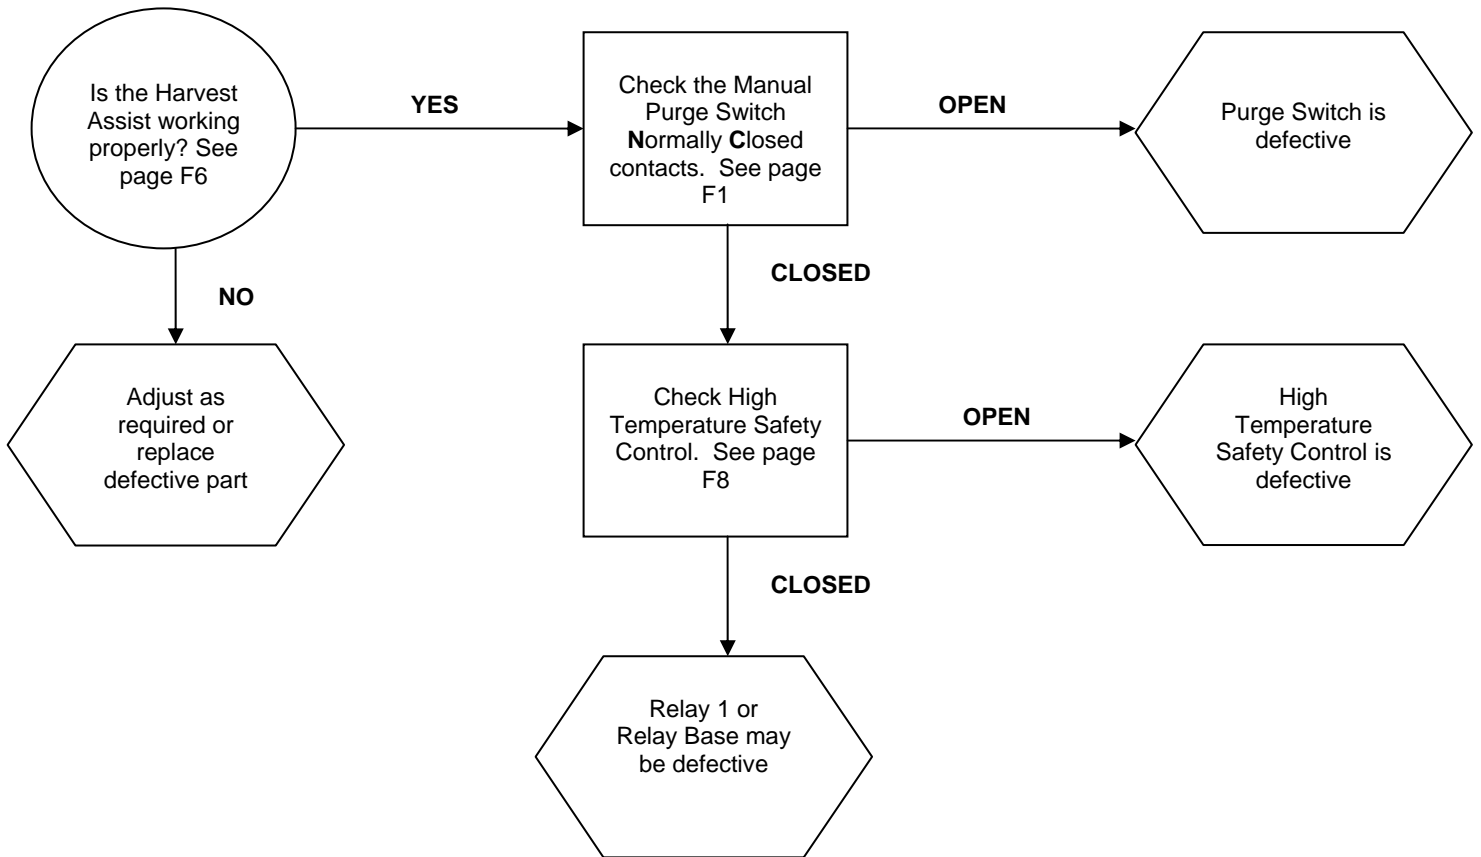 Is the Harvest
Assist working
properly? See
page F6
YES
Check the Manual
Purge Switch
Normally Closed
contacts. See page
F1
OPEN
Purge Switch is
defective
NO
CLOSED
Adjust as
required or
replace
defective part
Check High
Temperature Safety
Control. See page
F8
OPEN
High
Temperature
Safety Control is
defective
CLOSED
Relay 1 or
Relay Base may
be defective